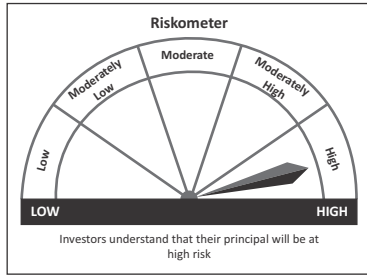 Riskometer
Moderate
Moderately
Low
Moderately
High
Low
High
LOW
HIGH
Investors understand that their principal will be at
high risk